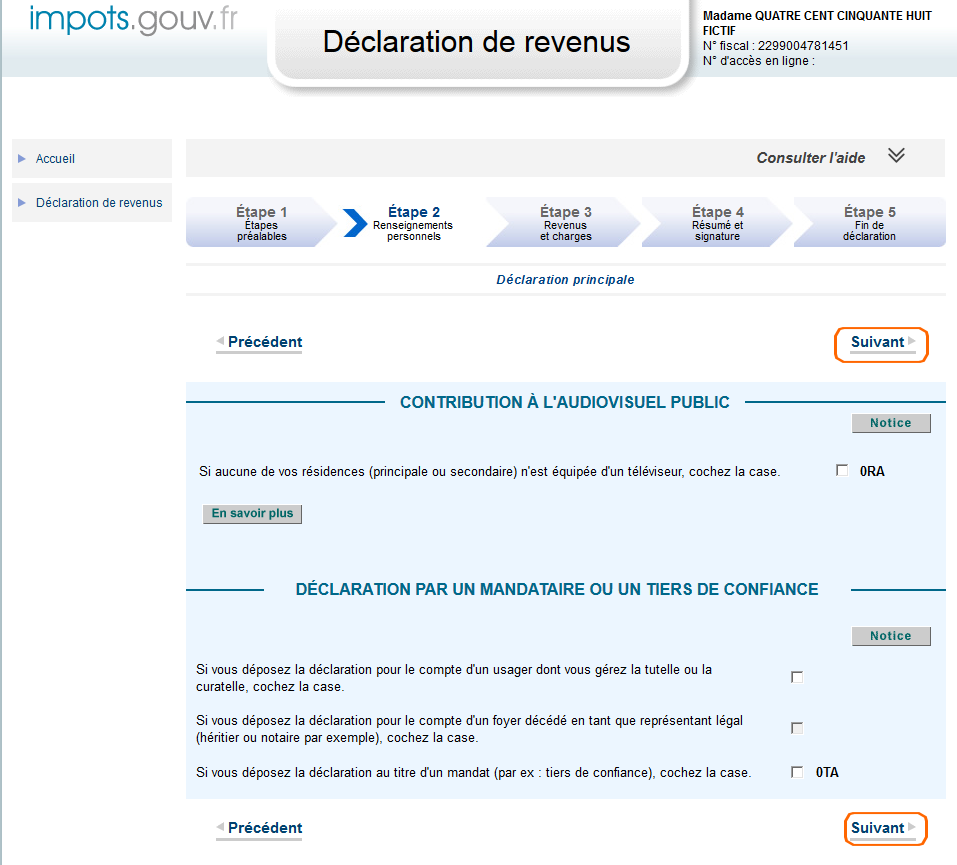 impots.gouv.fr
Déclaration de revenus
Madame QUATRE CENT CINQUANTE HUIT
FICTIF
N° fiscal : 2299004781451
N° d'accès en ligne :
Accueil
Déclaration de revenus
Consulter l'aide
Étape 1
Étapes
préalables
Étape 2
Renseignements
personnels
Étape 3
Revenus
et charges
Étape 4
Résumé et
signature
Étape 5
Fin de
déclaration
Déclaration principale
Précédent
Suivant
CONTRIBUTION À L'AUDIOVISUEL PUBLIC
Notice
Si aucune de vos résidences (principale ou secondaire) n'est équipée d'un téléviseur, cochez la case.
0RA
En savoir plus
DÉCLARATION PAR UN MANDATAIRE OU UN TIERS DE CONFIANCE
Notice
Si vous déposez la déclaration pour le compte d'un usager dont vous gérez la tutelle ou la
curatelle, cochez la case.
Si vous déposez la déclaration pour le compte d'un foyer décédé en tant que représentant légal
(héritier ou notaire par exemple), cochez la case.
Si vous déposez la déclaration au titre d'un mandat (par ex : tiers de confiance), cochez la case.
0TA
Précédent
Suivant